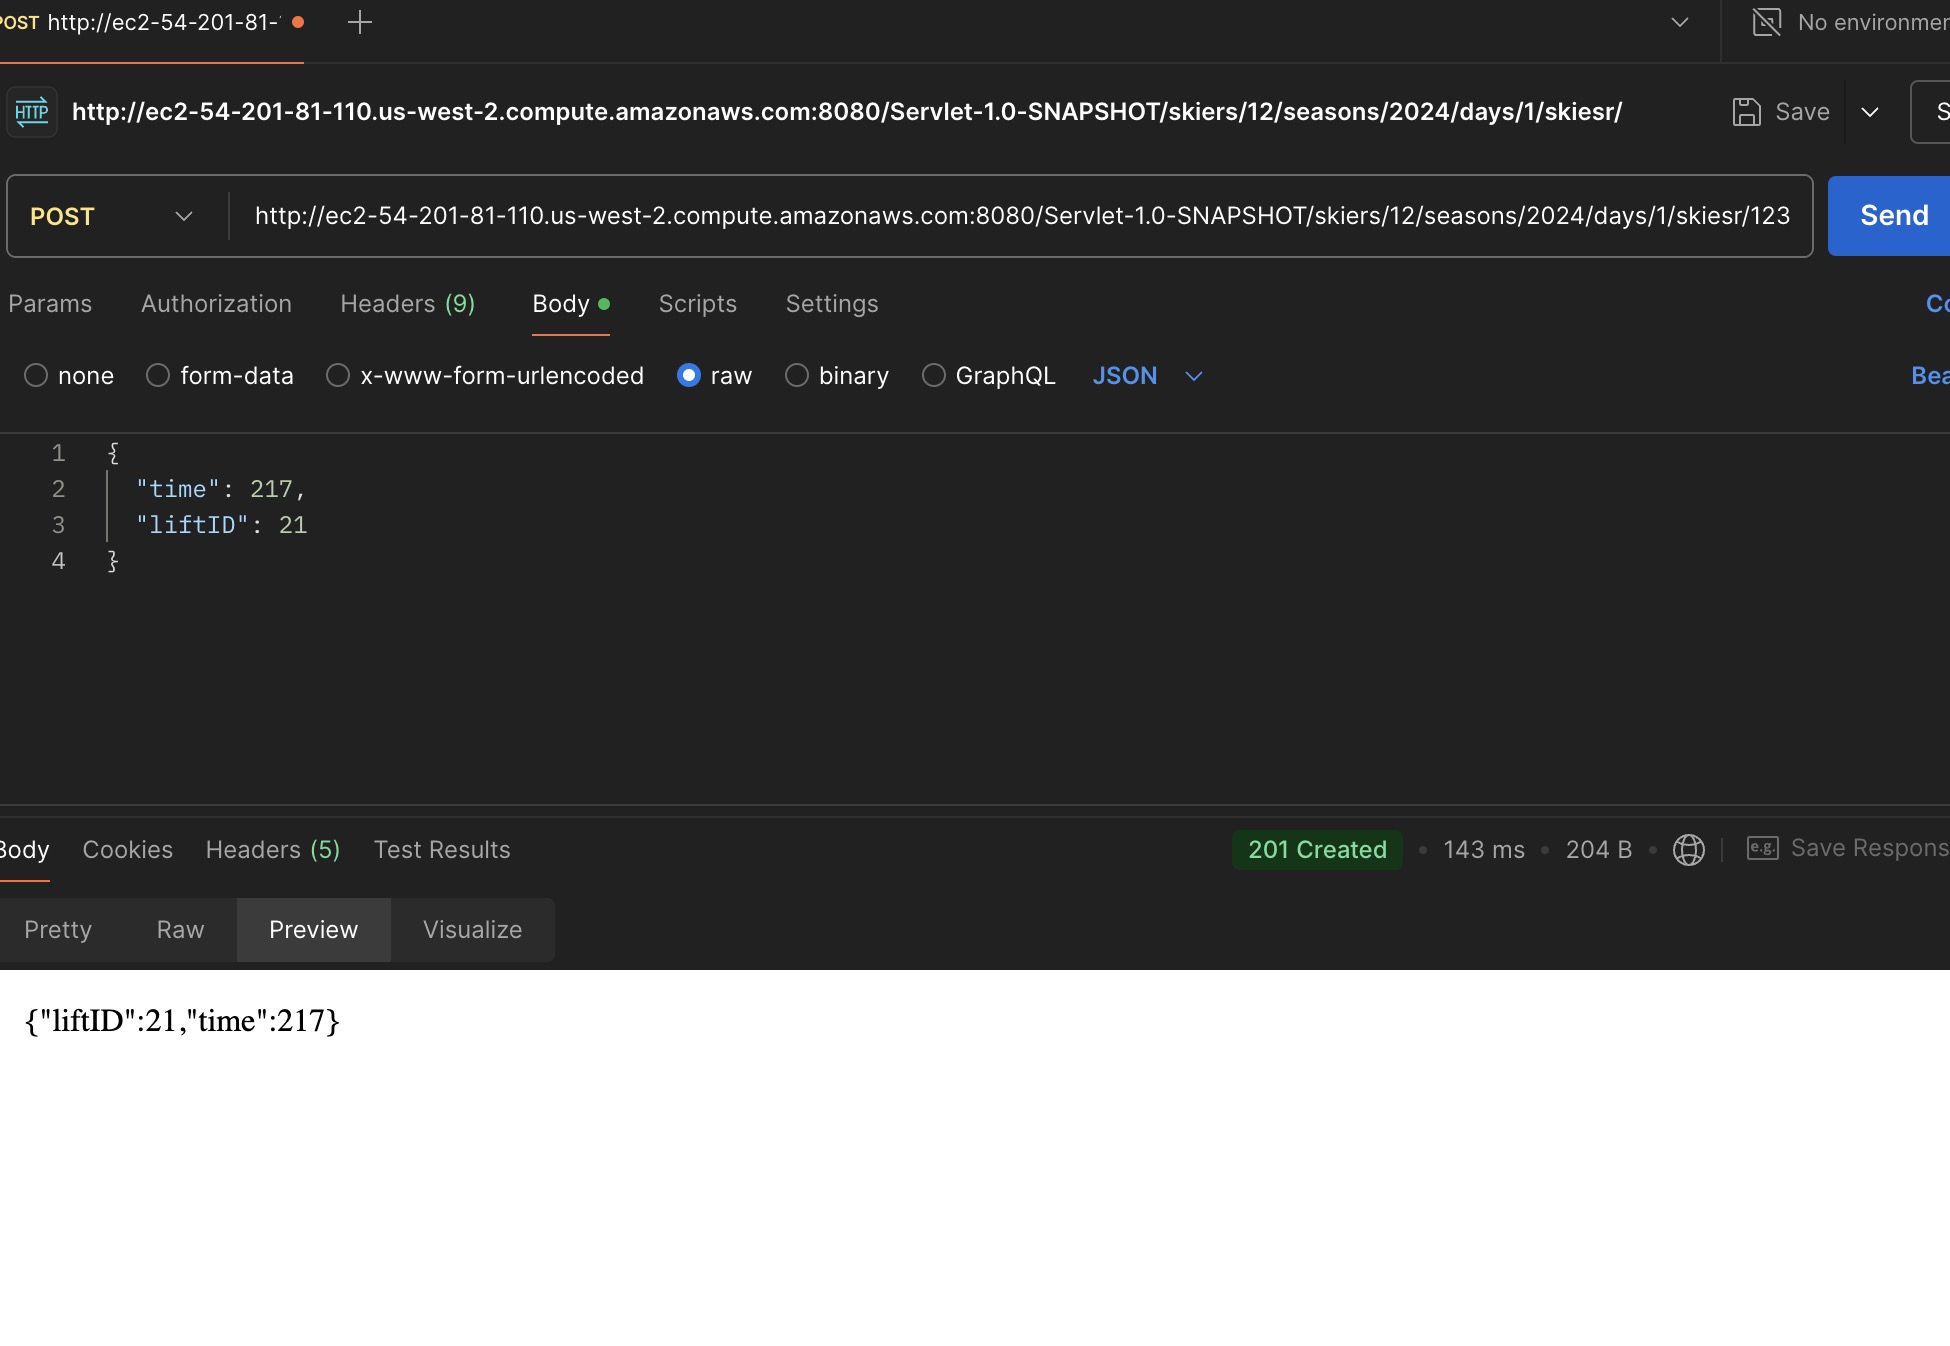 POST http://ec2-54-201-81-
No environmen
HTTP http://ec2-54-201-81-110.us-west-2.compute.amazonaws.com:8080/Servlet-1.0-SNAPSHOT/skiers/12/seasons/2024/days/1/skiesr/ Save S
POST http://ec2-54-201-81-110.us-west-2.compute.amazonaws.com:8080/Servlet-1.0-SNAPSHOT/skiers/12/seasons/2024/days/1/skiesr/123 Send
Params Authorization Headers (9) Body Scripts Settings Co
none form-data x-www-form-urlencoded raw binary GraphQL JSON Bea
1 {
2 "time": 217,
3 "liftID": 21
4 }
Body Cookies Headers (5) Test Results 201 Created • 143 ms • 204 B • e.g. Save Respons
Pretty Raw Preview Visualize
{"liftID":21,"time":217}